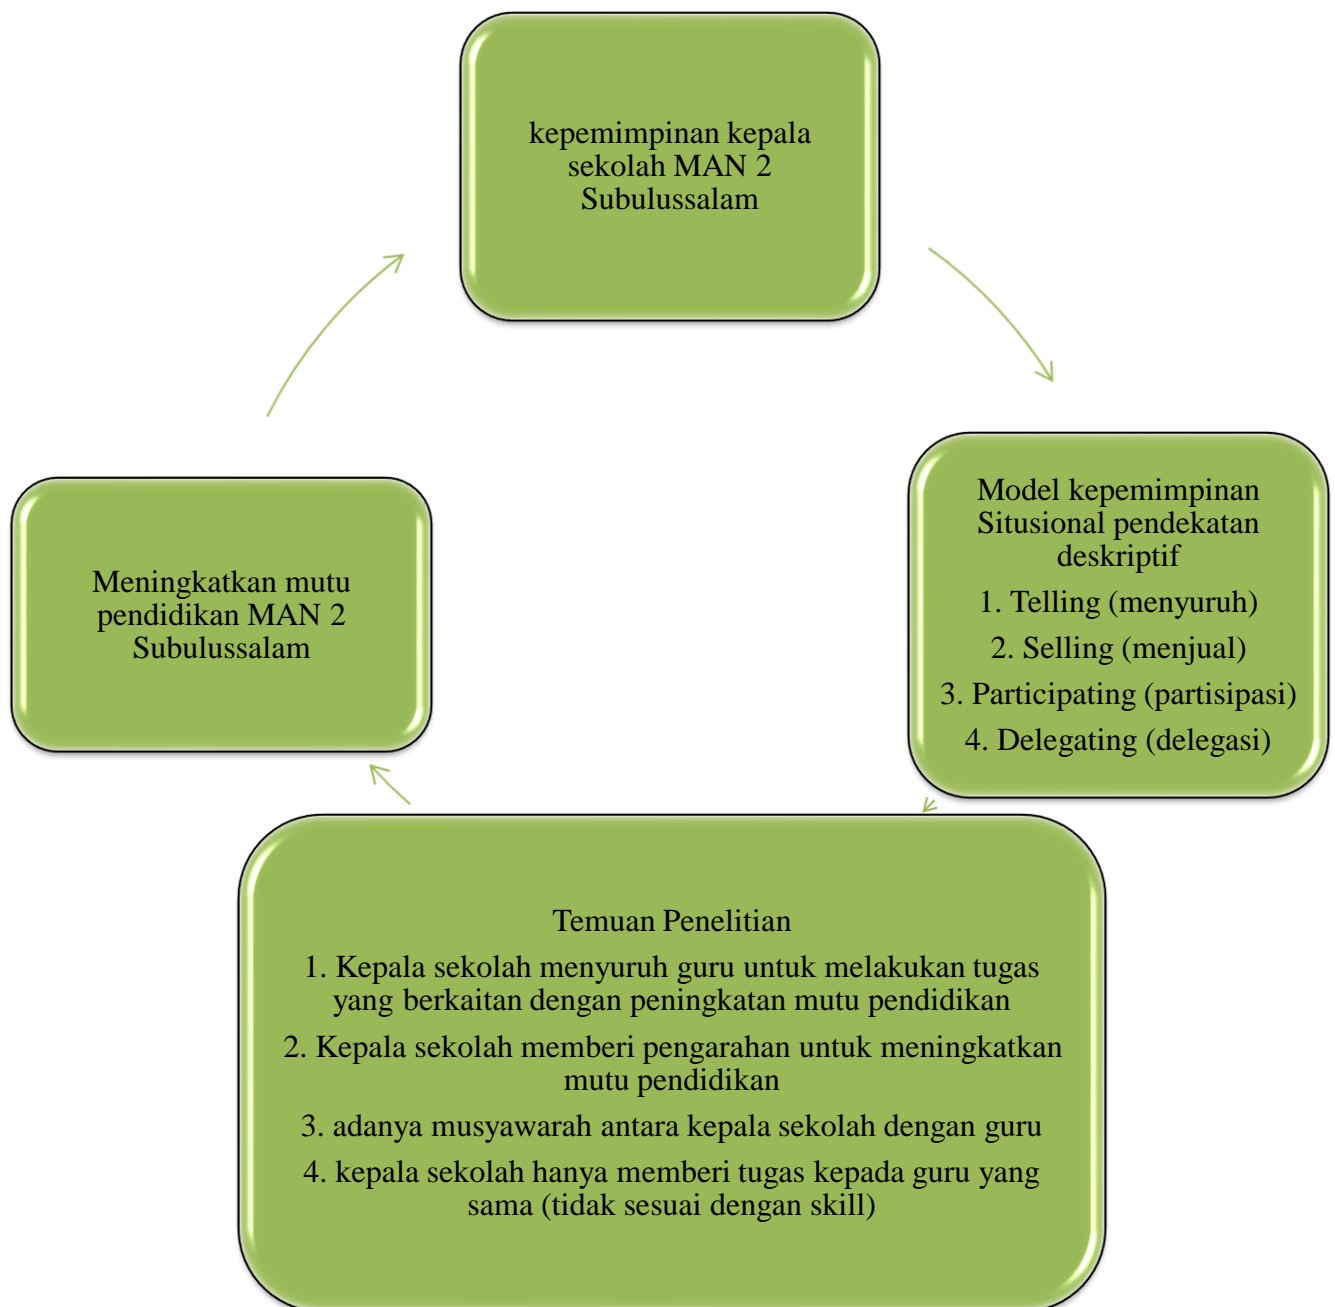 kepemimpinan kepala
sekolah MAN 2
Subulussalam
Model kepemimpinan
Situsional pendekatan
deskriptif
1. Telling (menyuruh)
2. Selling (menjual)
3. Participating (partisipasi)
4. Delegating (delegasi)
Temuan Penelitian
1. Kepala sekolah menyuruh guru untuk melakukan tugas
yang berkaitan dengan peningkatan mutu pendidikan
2. Kepala sekolah memberi pengarahan untuk meningkatkan
mutu pendidikan
3. adanya musyawarah antara kepala sekolah dengan guru
4. kepala sekolah hanya memberi tugas kepada guru yang
sama (tidak sesuai dengan skill)
Meningkatkan mutu
pendidikan MAN 2
Subulussalam